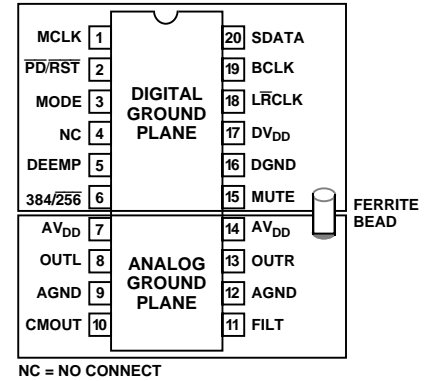 MCLK 1 20 SDATA
PD/RST 2 19 BCLK
MODE 3 DIGITAL GROUND PLANE 18 LRCLK
NC 4 17 DVDD
DEEMP 5 16 DGND
384/256 6 15 MUTE
FERRITE BEAD
AVDD 7 14 AVDD
OUTL 8 ANALOG GROUND PLANE 13 OUTR
AGND 9 12 AGND
CMOUT 10 11 FILT
NC = NO CONNECT